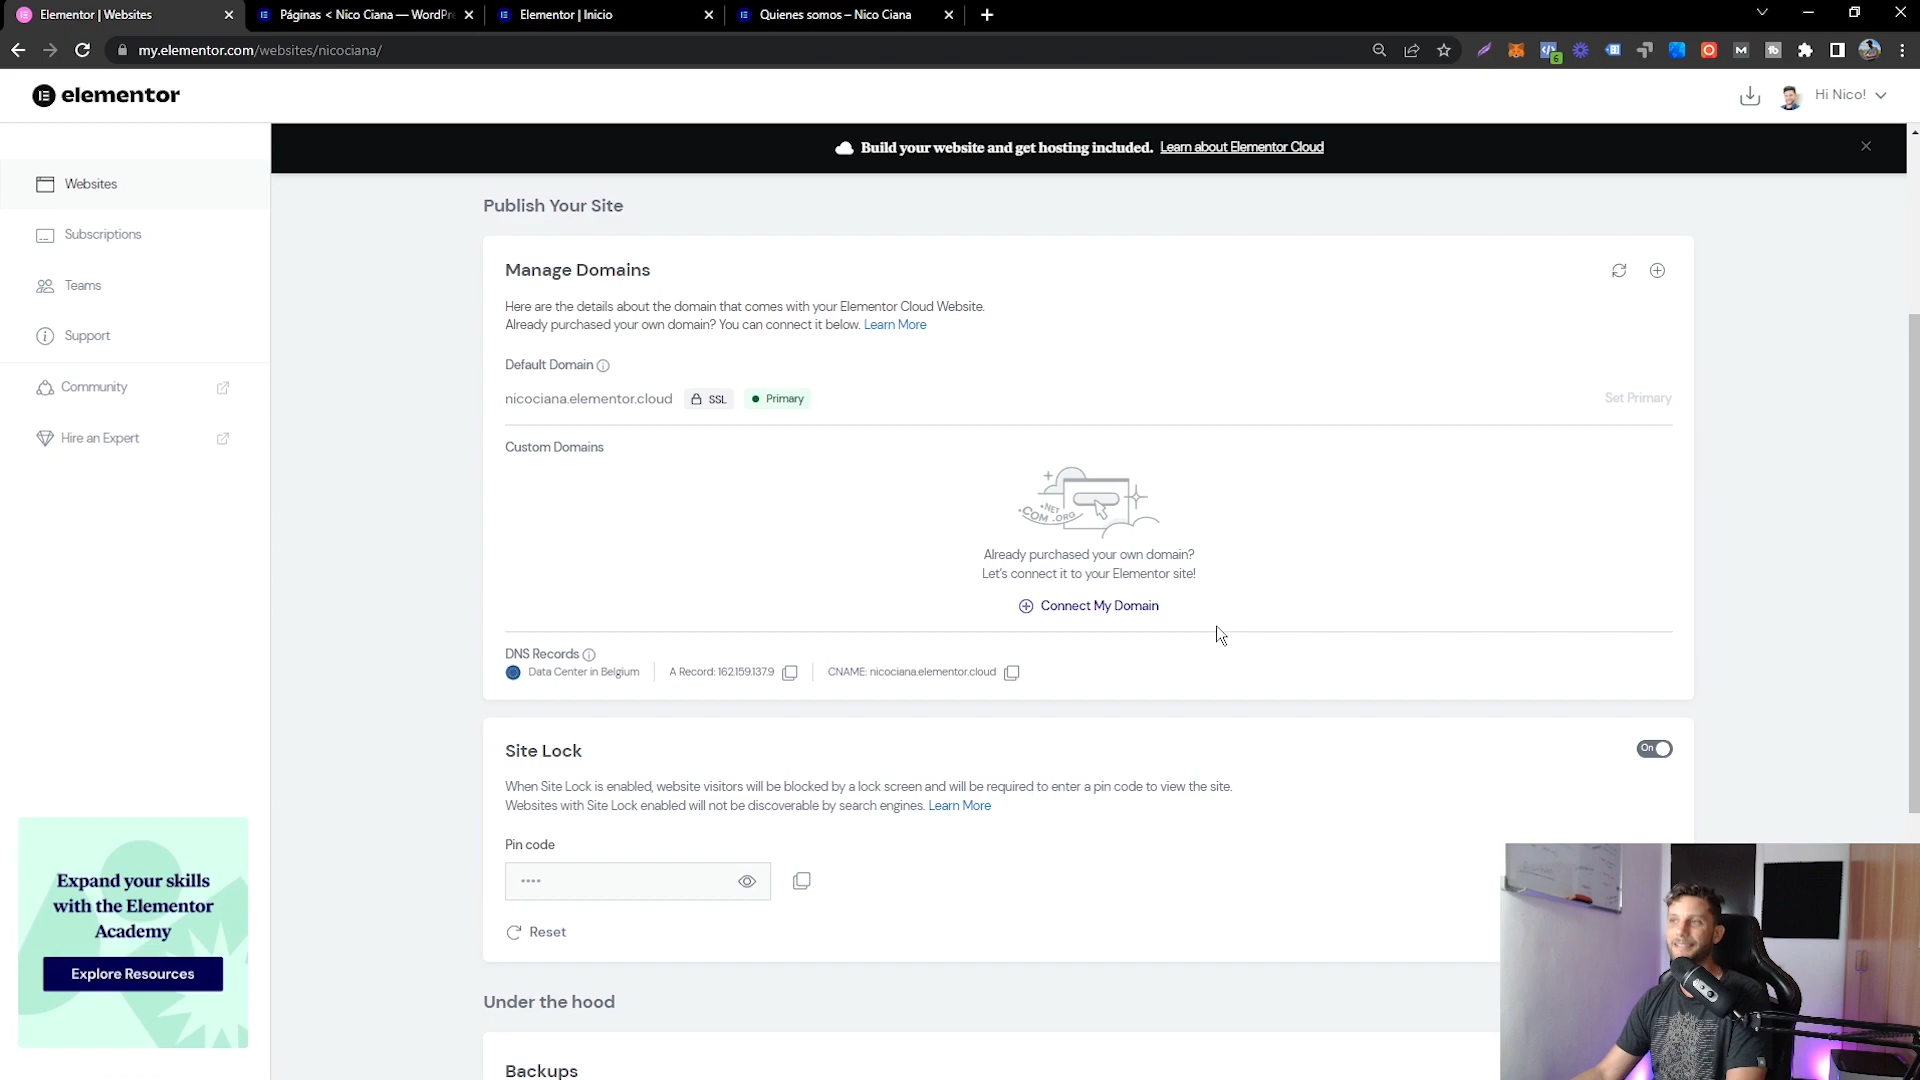 Elementor | Websites
Páginas < Nico Ciana — WordPre
Elementor | Inicio
Quienes somos – Nico Ciana
my.elementor.com/websites/nicociana/
6
elementor
Hi Nico!
Build your website and get hosting included. Learn about Elementor Cloud
Websites
Subscriptions
Teams
Support
Community
Hire an Expert
Expand your skills
with the Elementor
Academy
Explore Resources
Publish Your Site
Manage Domains
Here are the details about the domain that comes with your Elementor Cloud Website.
Already purchased your own domain? You can connect it below. Learn More
Default Domain
nicociana.elementor.cloud SSL Primary Set Primary
Custom Domains
.COM .NET .ORG
Already purchased your own domain?
Let's connect it to your Elementor site!
Connect My Domain
DNS Records
Data Center in Belgium A Record: 162.159.137.9 CNAME: nicociana.elementor.cloud
Site Lock
On
When Site Lock is enabled, website visitors will be blocked by a lock screen and will be required to enter a pin code to view the site.
Websites with Site Lock enabled will not be discoverable by search engines. Learn More
Pin code
····
Reset
Under the hood
Backups